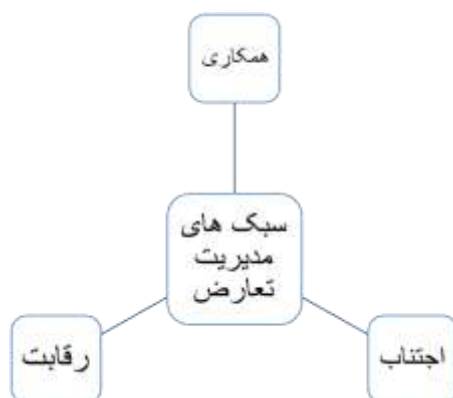 همکاری
سبک های
مدیریت
تعارض
رقابت
اجتناب